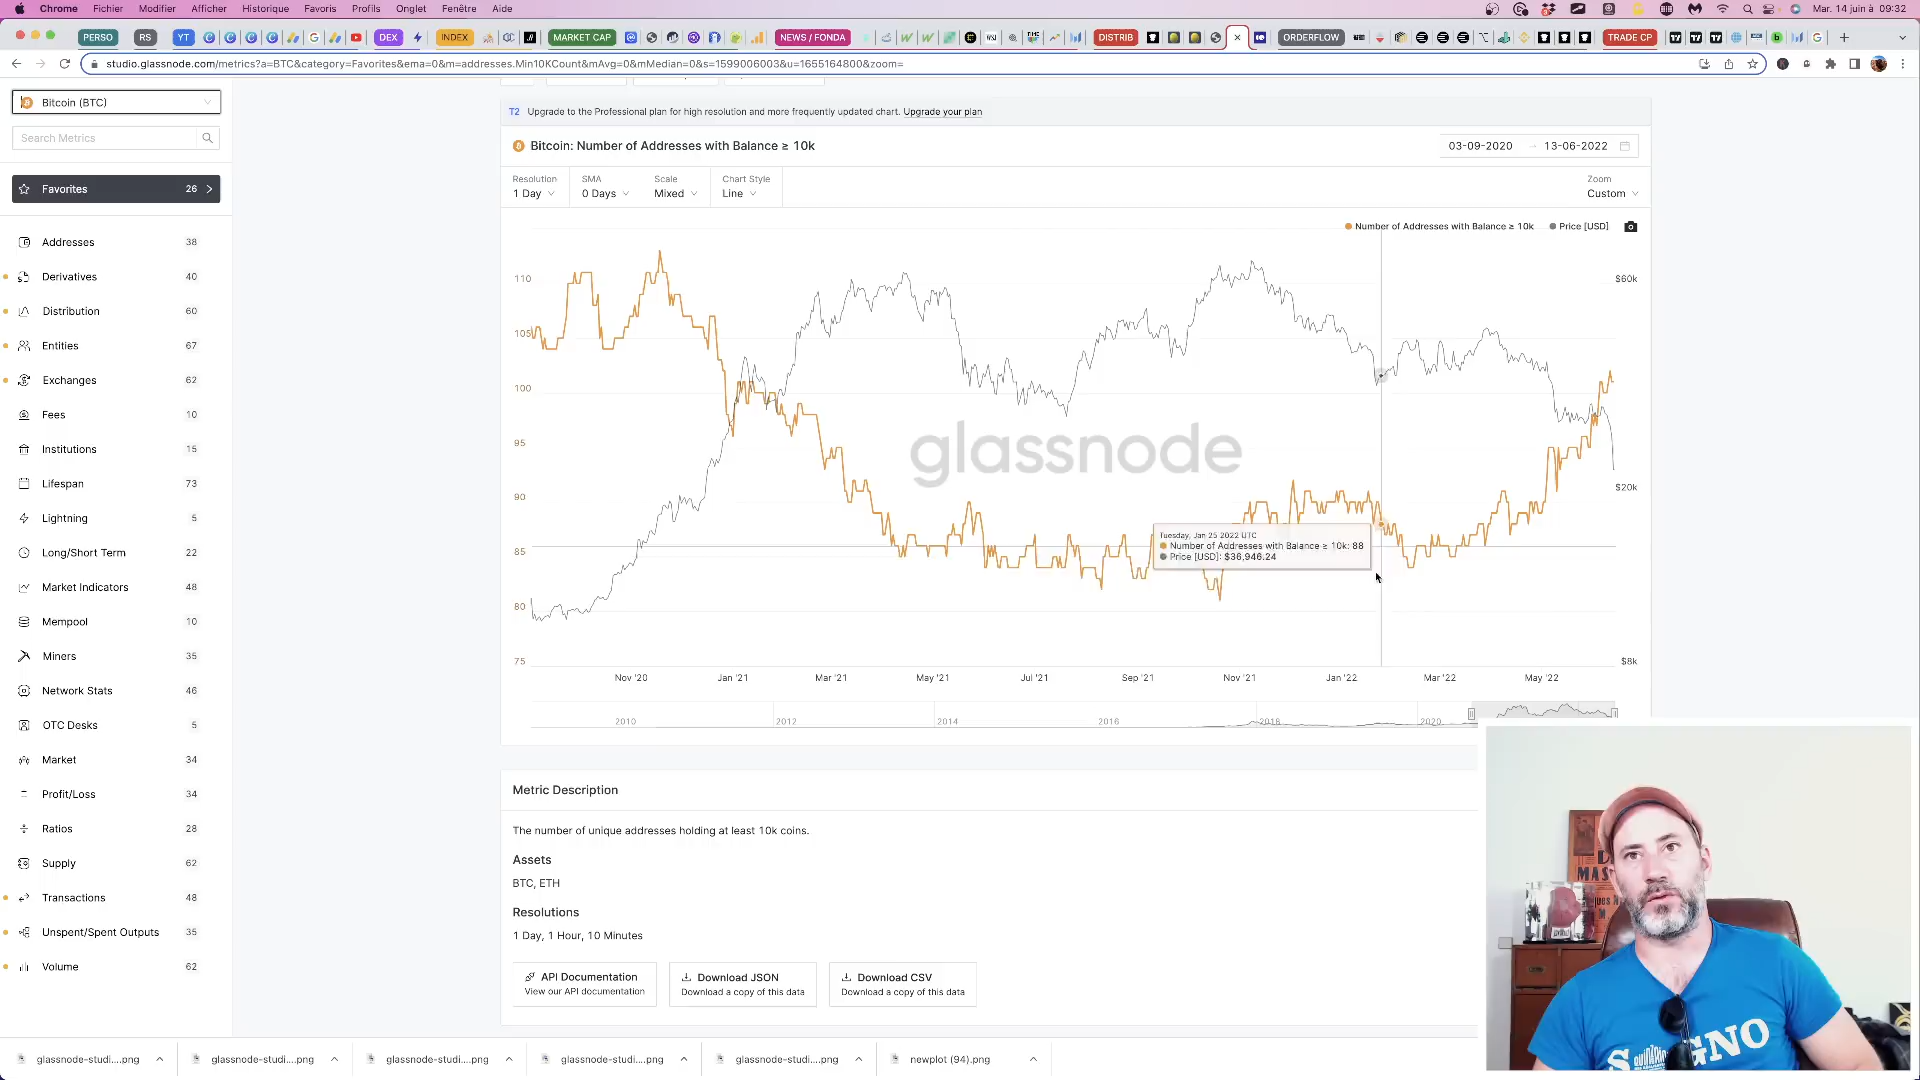 Chrome Fichier Modifier Afficher Historique Favoris Profils Onglet Fenêtre Aide Mar. 14 juin à 09:32
PERSO RS YT DEX INDEX MARKET CAP NEWS / FONDA DISTRIB ORDERFLOW TRADE CP
studio.glassnode.com/metrics?a=BTC&category=Favorites&ema=0&m=addresses.Min10KCount&mAvg=0&mMedian=0&s=1599006003&u=1655164800&zoom=
Bitcoin (BTC)
Search Metrics
Favorites 26
Addresses 38
Derivatives 40
Distribution 60
Entities 67
Exchanges 62
Fees 10
Institutions 15
Lifespan 73
Lightning 5
Long/Short Term 22
Market Indicators 48
Mempool 10
Miners 35
Network Stats 46
OTC Desks 5
Market 34
Profit/Loss 34
Ratios 28
Supply 62
Transactions 48
Unspent/Spent Outputs 35
Volume 62
T2 Upgrade to the Professional plan for high resolution and more frequently updated chart. Upgrade your plan
Bitcoin: Number of Addresses with Balance ≥ 10k
03-09-2020 → 13-06-2022
Resolution SMA Scale Chart Style Zoom
1 Day 0 Days Mixed Line Custom
Number of Addresses with Balance ≥ 10k Price [USD]
110
105
100
95
90
85
80
75
$60k
$20k
$8k
glassnode
Tuesday, Jan 25 2022 UTC
Number of Addresses with Balance ≥ 10k: 88
Price [USD]: $36,946.24
Nov '20 Jan '21 Mar '21 May '21 Jul '21 Sep '21 Nov '21 Jan '22 Mar '22 May '22
2010 2012 2014 2016 2018 2020
Metric Description
The number of unique addresses holding at least 10k coins.
Assets
BTC, ETH
Resolutions
1 Day, 1 Hour, 10 Minutes
API Documentation
View our API documentation
Download JSON
Download a copy of this data
Download CSV
Download a copy of this data
glassnode-studi....png glassnode-studi....png glassnode-studi....png glassnode-studi....png glassnode-studi....png newplot (94).png